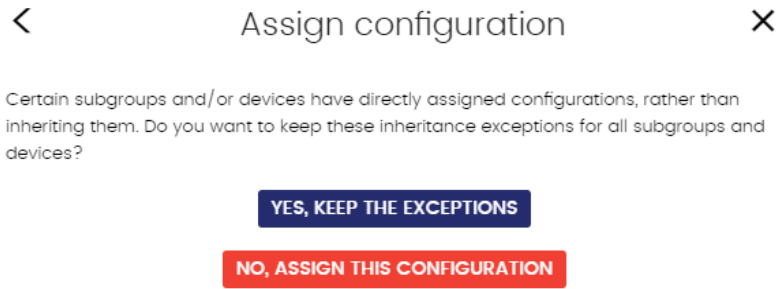 Assign configuration
Certain subgroups and/or devices have directly assigned configurations, rather than
inheriting them. Do you want to keep these inheritance exceptions for all subgroups and
devices?
YES, KEEP THE EXCEPTIONS
NO, ASSIGN THIS CONFIGURATION